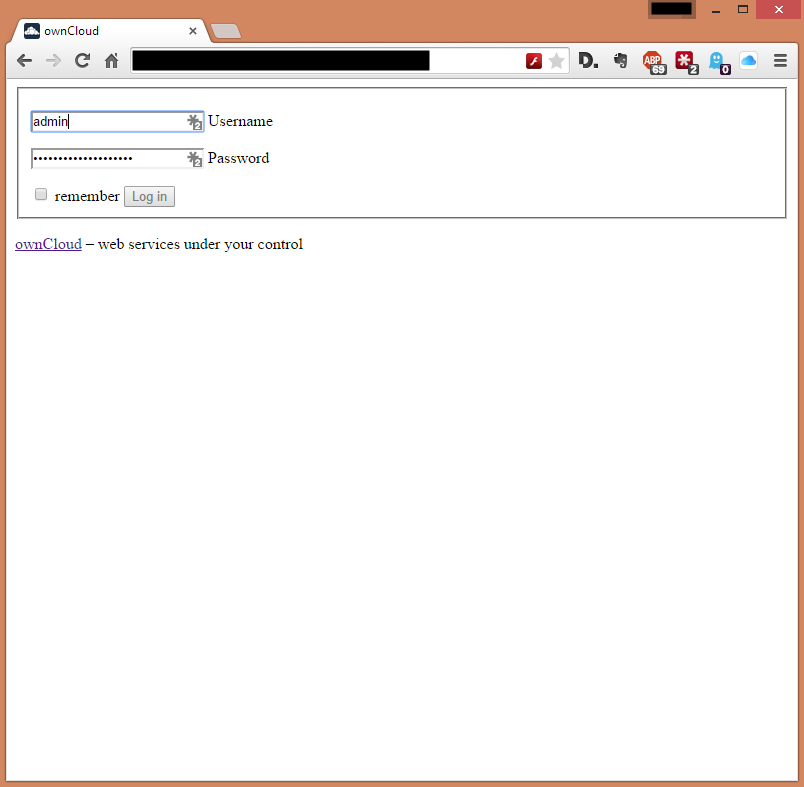 ownCloud
D.
ABP
69
2
0
admin
2
Username
••••••••••••••••••••
2
Password
remember Log in
ownCloud – web services under your control